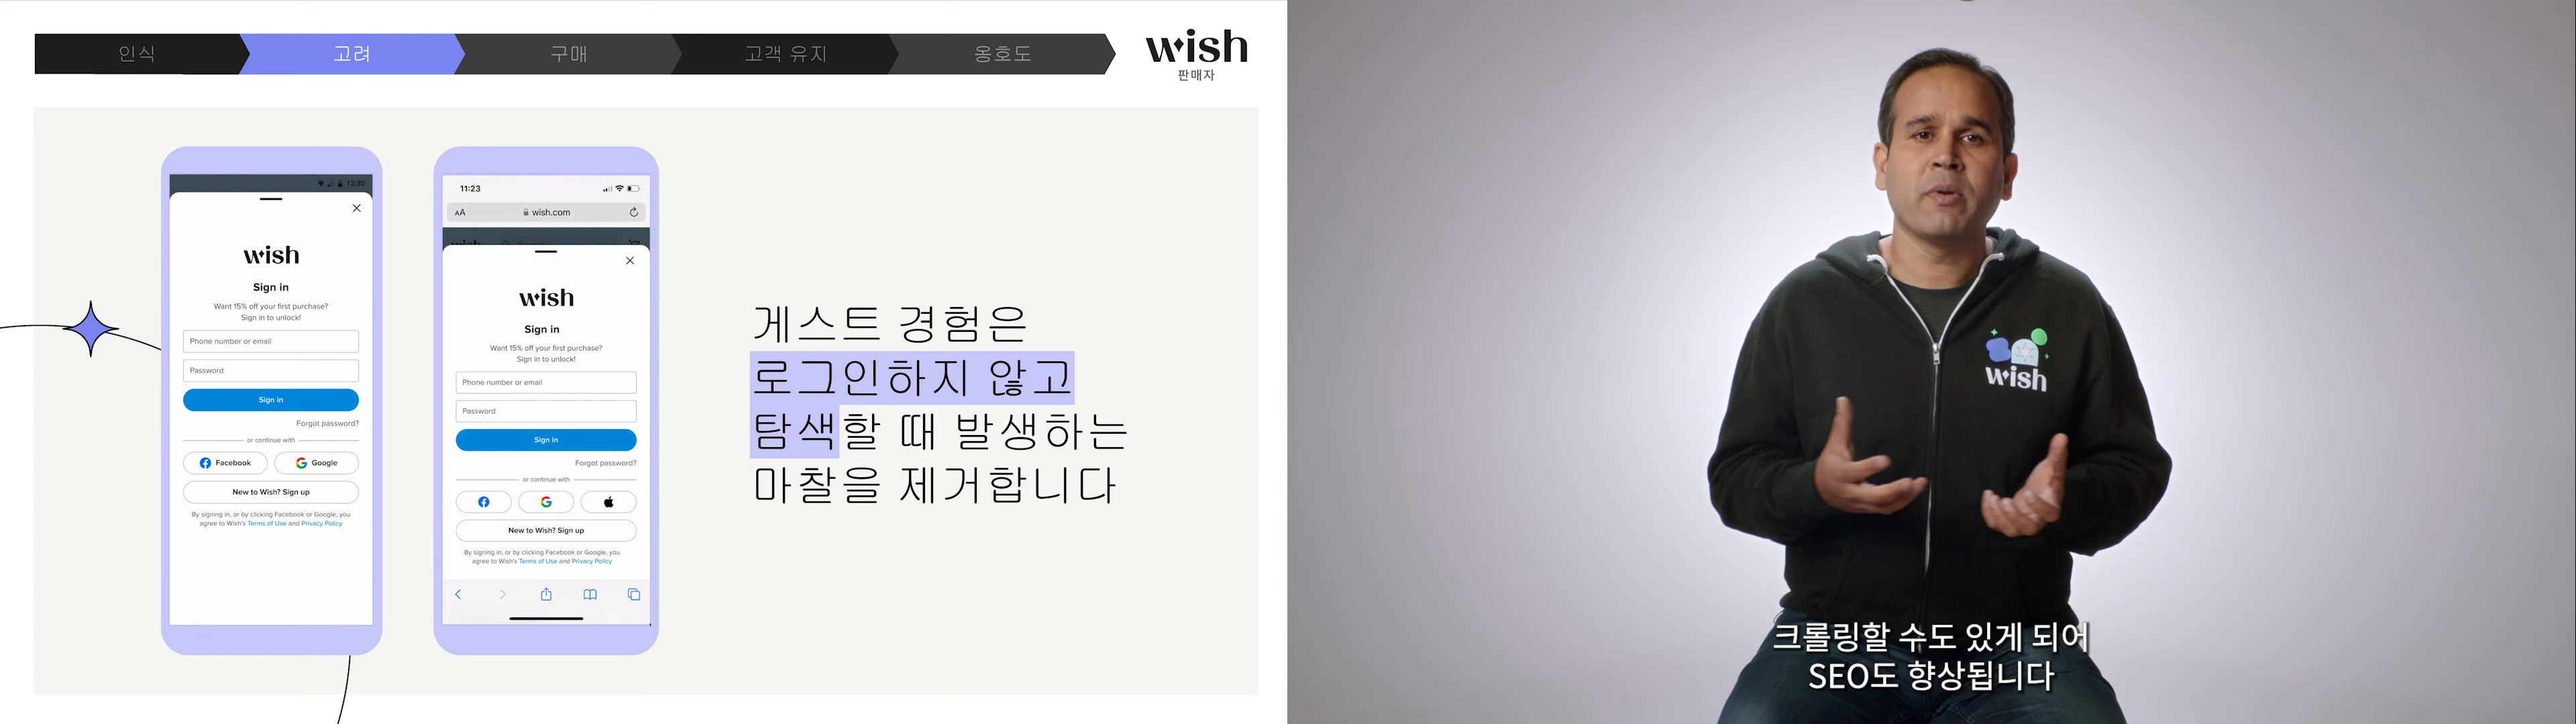 인식
고려
구매
고객 유지
옹호도
wish
판매자
12:30
wish
Sign in
Want 15% off your first purchase?
Sign in to unlock!
Phone number or email
Password
Sign in
Forgot password?
or continue with
Facebook
Google
New to Wish? Sign up
By signing in, or by clicking Facebook or Google, you
agree to Wish's Terms of Use and Privacy Policy
11:23
AA
wish.com
wish
Sign in
Want 15% off your first purchase?
Sign in to unlock!
Phone number or email
Password
Sign in
Forgot password?
or continue with
New to Wish? Sign up
By signing in, or by clicking Facebook or Google, you
agree to Wish's Terms of Use and Privacy Policy
게스트 경험은
로그인하지 않고
탐색할 때 발생하는
마찰을 제거합니다
wish
크롤링할 수도 있게 되어
SEO도 향상됩니다